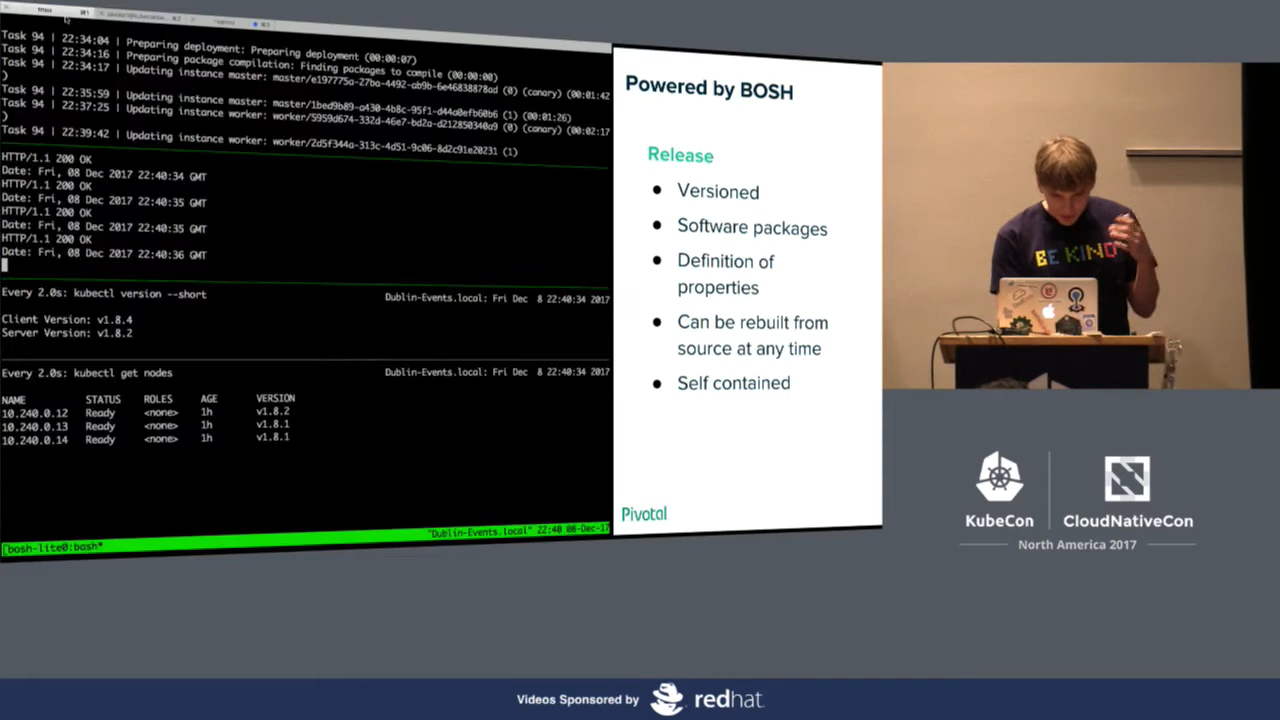 Task 94 | 22:34:04 | Preparing deployment: Preparing deployment (00:00:07)
Task 94 | 22:34:16 | Preparing package compilation: Finding packages to compile (00:00:00)
Task 94 | 22:34:17 | Updating instance master: master/e197775a-27ba-4492-ab9b-6e46838878ad (0) (canary) (00:01:42
)
Task 94 | 22:35:59 | Updating instance master: master/1bed9b89-a430-4b8c-95f1-d44a0efb60b6 (1) (00:01:26)
Task 94 | 22:37:25 | Updating instance worker: worker/5959d674-332d-46e7-bd2a-d212850340a9 (0) (canary) (00:02:17
)
Task 94 | 22:39:42 | Updating instance worker: worker/2d5f344a-313c-4d51-9c06-8d2c91e20231 (1)
HTTP/1.1 200 OK
Date: Fri, 08 Dec 2017 22:40:34 GMT
HTTP/1.1 200 OK
Date: Fri, 08 Dec 2017 22:40:35 GMT
HTTP/1.1 200 OK
Date: Fri, 08 Dec 2017 22:40:35 GMT
HTTP/1.1 200 OK
Date: Fri, 08 Dec 2017 22:40:36 GMT
Every 2.0s: kubectl version --short Dublin-Events.local: Fri Dec 8 22:40:34 2017
Client Version: v1.8.4
Server Version: v1.8.2
Every 2.0s: kubectl get nodes Dublin-Events.local: Fri Dec 8 22:40:34 2017
NAME STATUS ROLES AGE VERSION
10.240.0.12 Ready <none> 1h v1.8.2
10.240.0.13 Ready <none> 1h v1.8.1
10.240.0.14 Ready <none> 1h v1.8.1
[bosh-lite0:bash* "Dublin-Events.local" 22:40 08-Dec-17
Powered by BOSH
Release
● Versioned
● Software packages
● Definition of
properties
● Can be rebuilt from
source at any time
● Self contained
Pivotal
BE KIND
KubeCon
CloudNativeCon
North America 2017
Videos Sponsored by redhat